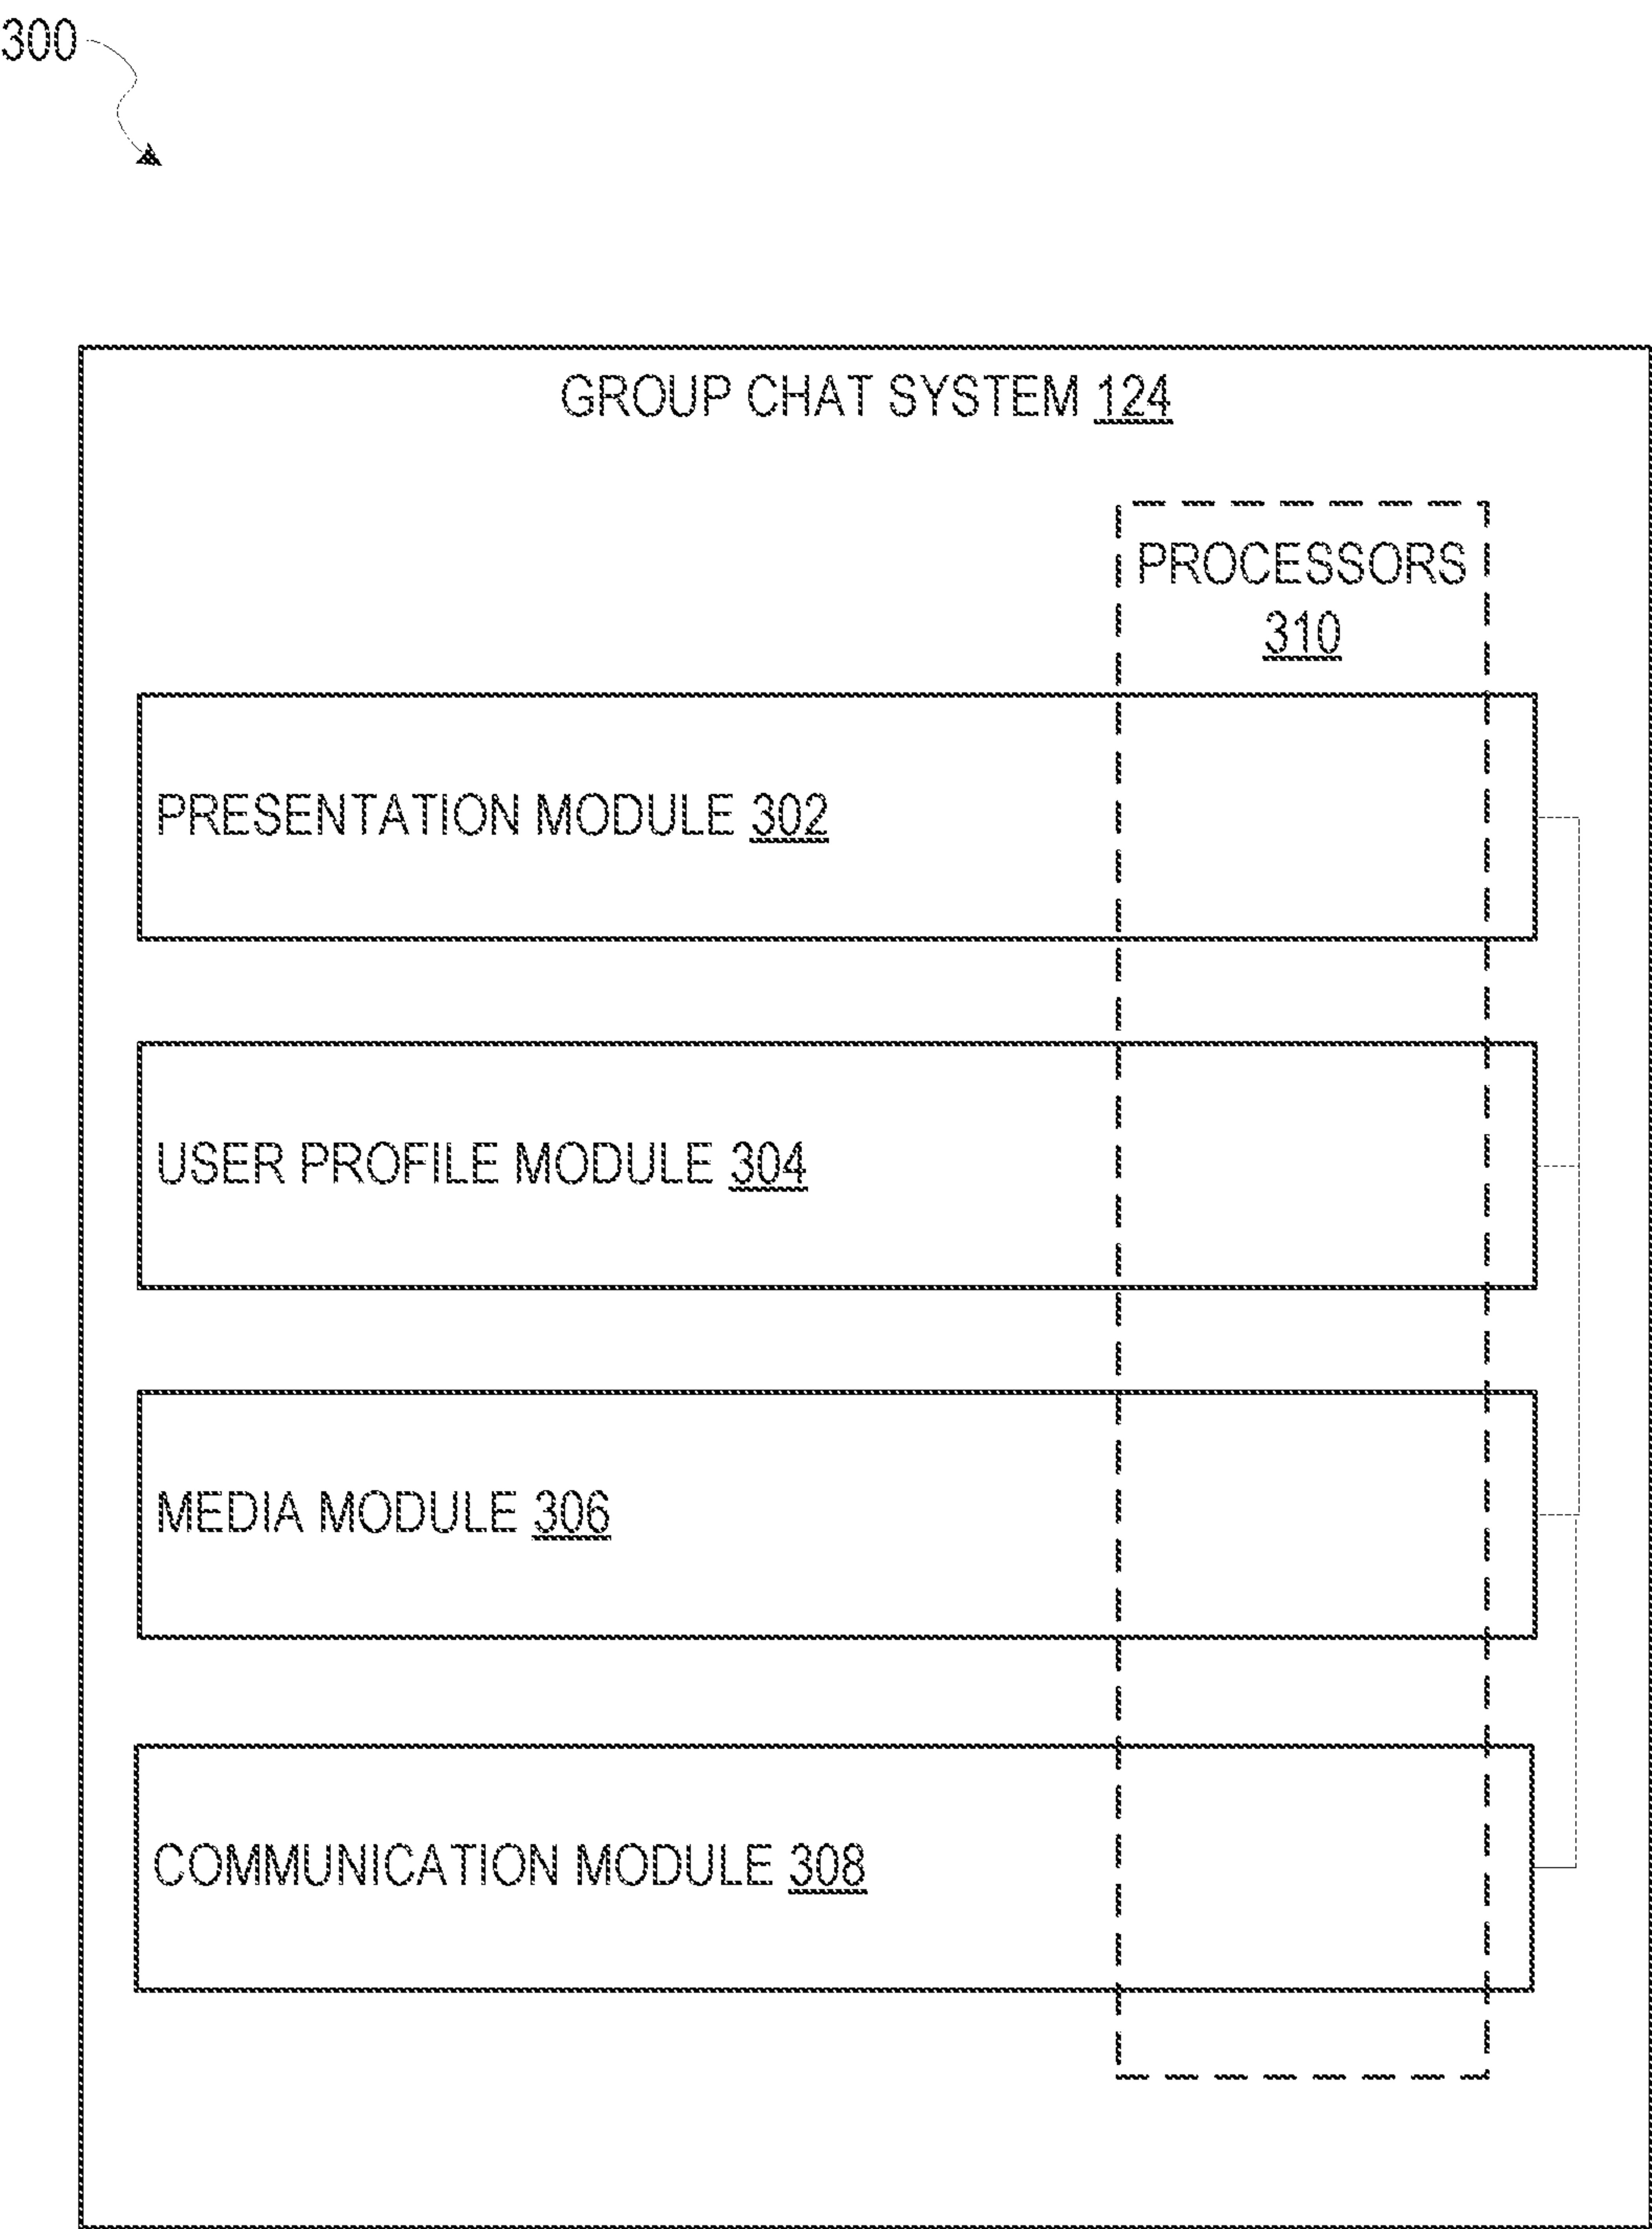 300
GROUP CHAT SYSTEM 124
PROCESSORS
310
PRESENTATION MODULE 302
USER PROFILE MODULE 304
MEDIA MODULE 306
COMMUNICATION MODULE 308